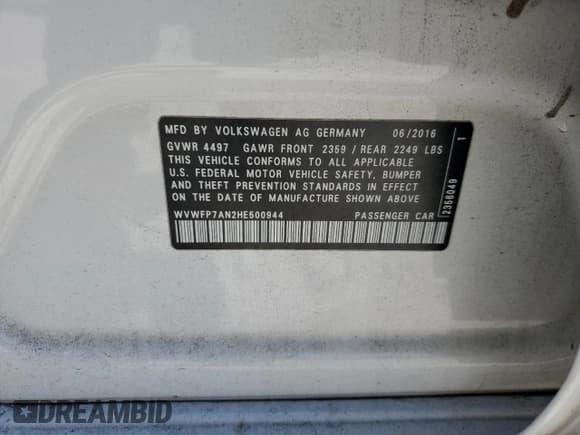 MFD BY VOLKSWAGEN AG GERMANY 06/2016
GVWR 4497 GAWR FRONT 2359 / REAR 2249 LBS
THIS VEHICLE CONFORMS TO ALL APPLICABLE
U.S. FEDERAL MOTOR VEHICLE SAFETY, BUMPER
AND THEFT PREVENTION STANDARDS IN EFFECT
ON THE DATE OF MANUFACTURE SHOWN ABOVE
WVWFP7AN2HE500944 PASSENGER CAR
2366049 1
DREAMBID